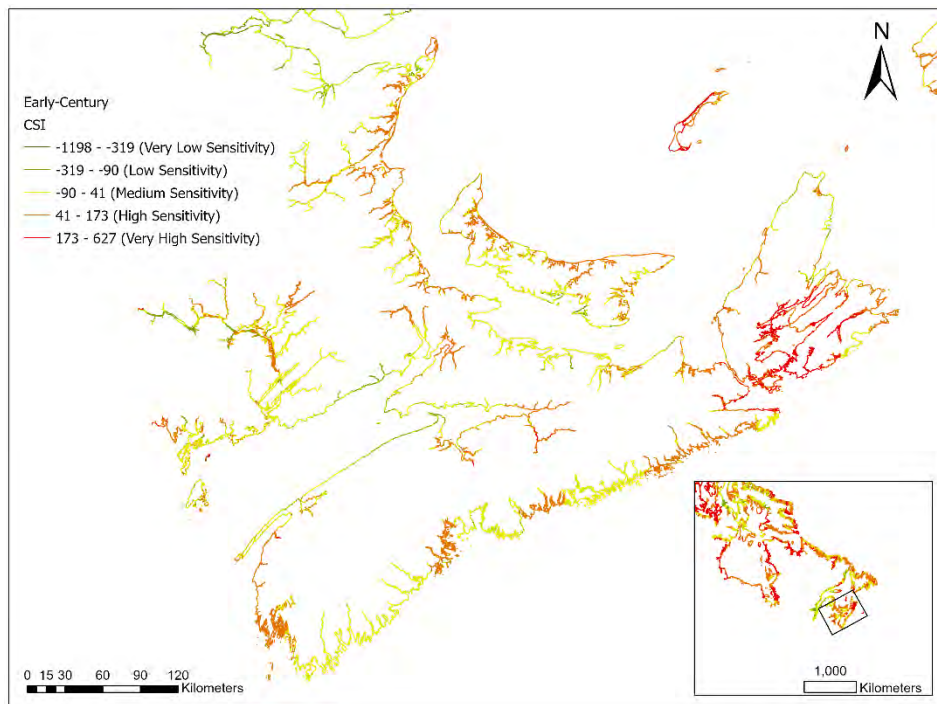 N
Early-Century
CSI
-1198 - -319 (Very Low Sensitivity)
-319 - -90 (Low Sensitivity)
-90 - 41 (Medium Sensitivity)
41 - 173 (High Sensitivity)
173 - 627 (Very High Sensitivity)
0 15 30 60 90 120
Kilometers
1,000
Kilometers